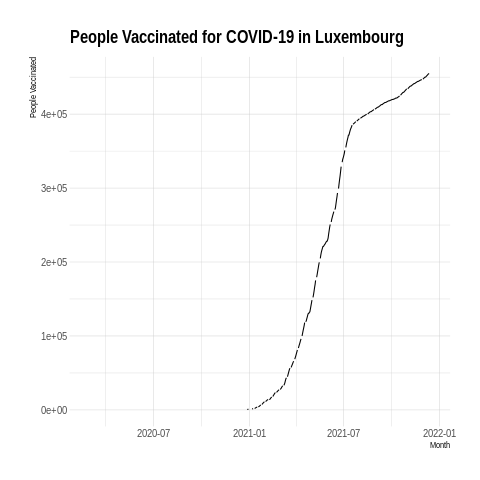 People Vaccinated for COVID-19 in Luxembourg
People Vaccinated
4e+05
3e+05
2e+05
1e+05
0e+00
2020-07
2021-01
2021-07
2022-01
Month